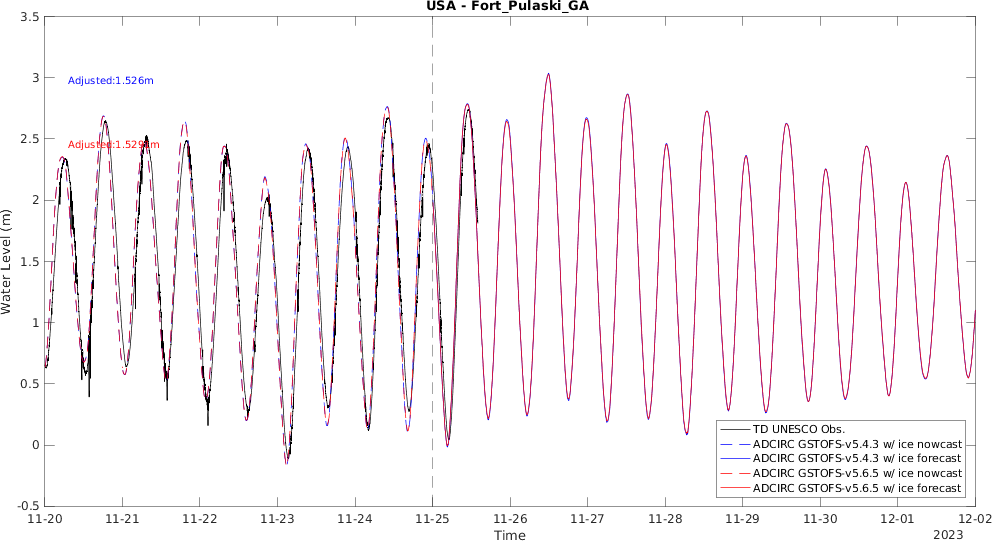 USA - Fort_Pulaski_GA
3.5
3
2.5
2
1.5
1
0.5
0
-0.5
Water Level (m)
Adjusted:1.526m
Adjusted:1.529m
TD UNESCO Obs.
ADCIRC GSTOFS-v5.4.3 w/ ice nowcast
ADCIRC GSTOFS-v5.4.3 w/ ice forecast
ADCIRC GSTOFS-v5.6.5 w/ ice nowcast
ADCIRC GSTOFS-v5.6.5 w/ ice forecast
11-20 11-21 11-22 11-23 11-24 11-25 11-26 11-27 11-28 11-29 11-30 12-01 12-02
Time
2023